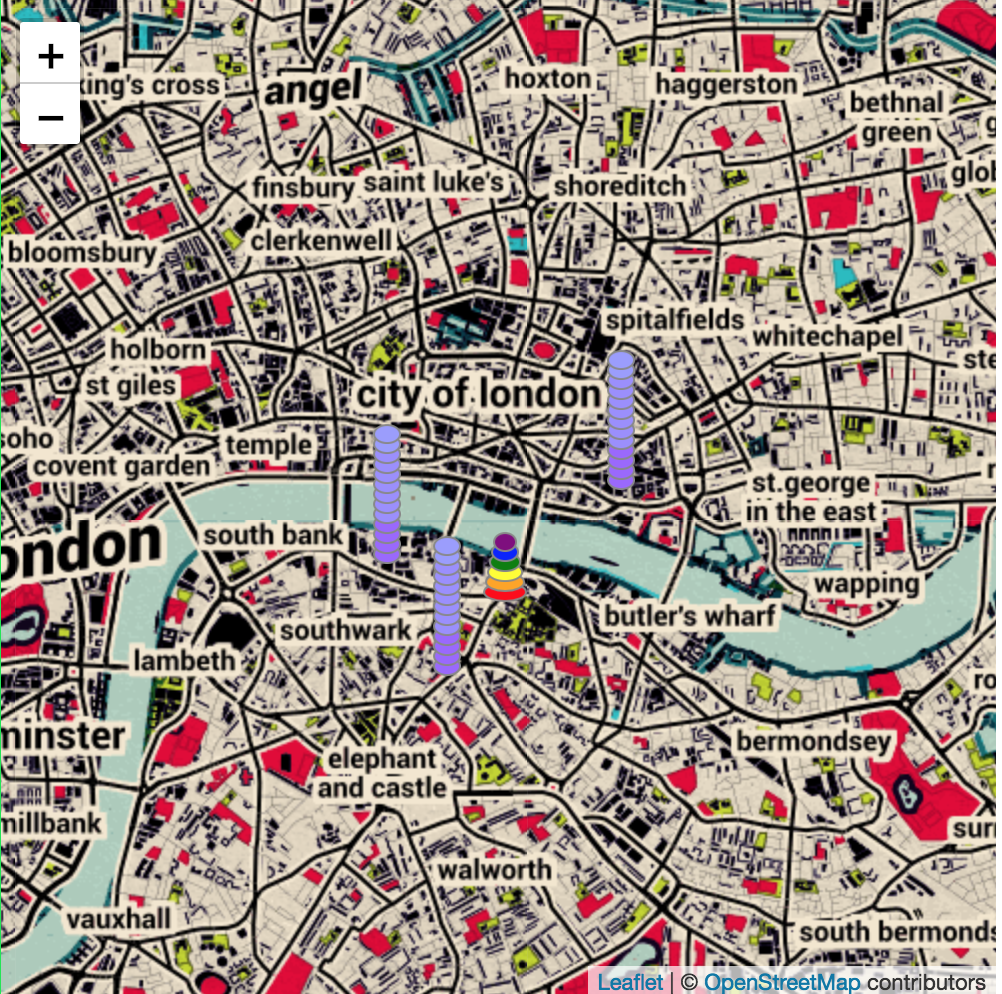 +
−
king's cross
angel
hoxton
haggerston
bethnal
green
finsbury
saint luke's
shoreditch
bloomsbury
clerkenwell
spitalfields
whitechapel
holborn
st giles
city of london
soho
temple
covent garden
st.george
in the east
ondon
south bank
wapping
butler's wharf
southwark
lambeth
minster
bermondsey
elephant
and castle
millbank
walworth
vauxhall
south bermonds
Leaflet | © OpenStreetMap contributors